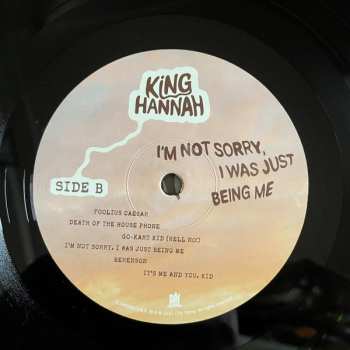 KING
HANNAH
I'M NOT SORRY,
I WAS JUST
BEING ME
SIDE B
FOOLIUS CAESAR
DEATH OF THE HOUSE PHONE
GO-KART KID (HELL NO!)
I'M NOT SORRY, I WAS JUST BEING ME
BERENSON
IT'S ME AND YOU, KID